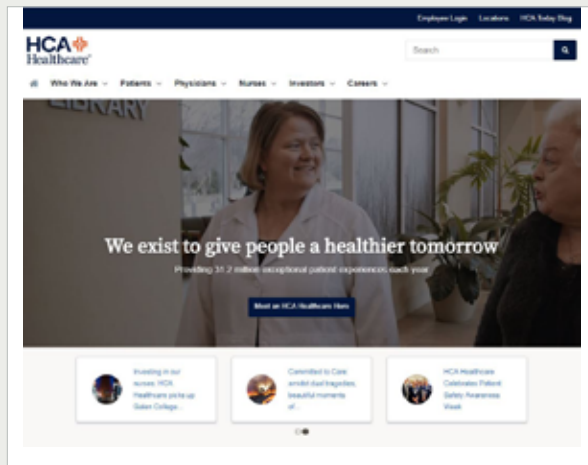 Employee Login Locations HCA Today Blog
HCA
Healthcare®
Search
Who We Are Patients Physicians Nurses Investors Careers
LIBRARY
We exist to give people a healthier tomorrow
Providing 31.2 million exceptional patient experiences each year
Meet an HCA Healthcare Hero
Investing in our
nurses: HCA
Healthcare picks up
Galen College...
Committed to Care
amidst dual tragedies,
beautiful moments
of...
HCA Healthcare
Celebrates Patient
Safety Awareness
Week